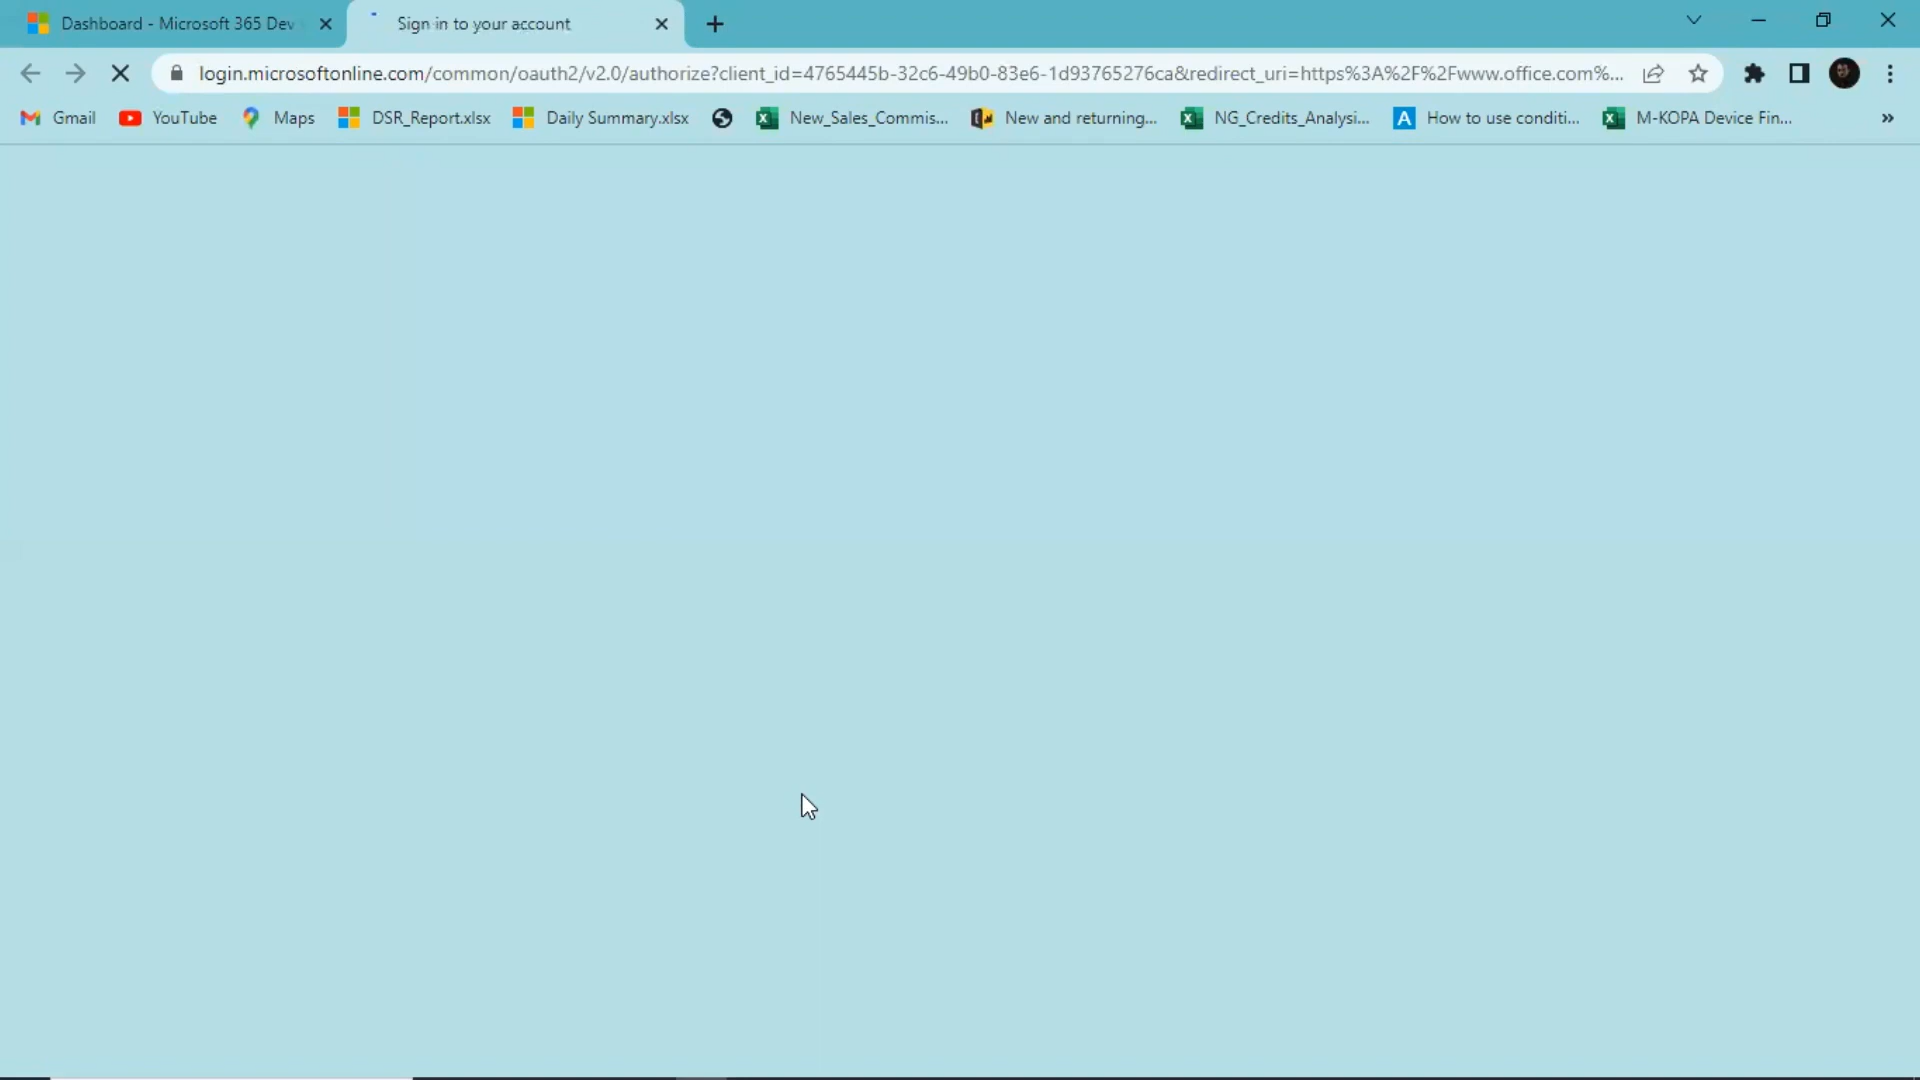 Dashboard - Microsoft 365 Dev
Sign in to your account
login.microsoftonline.com/common/oauth2/v2.0/authorize?client_id=4765445b-32c6-49b0-83e6-1d93765276ca&redirect_uri=https%3A%2F%2Fwww.office.com%...
Gmail
YouTube
Maps
DSR_Report.xlsx
Daily Summary.xlsx
New_Sales_Commis...
New and returning...
NG_Credits_Analysi...
How to use conditi...
M-KOPA Device Fin...